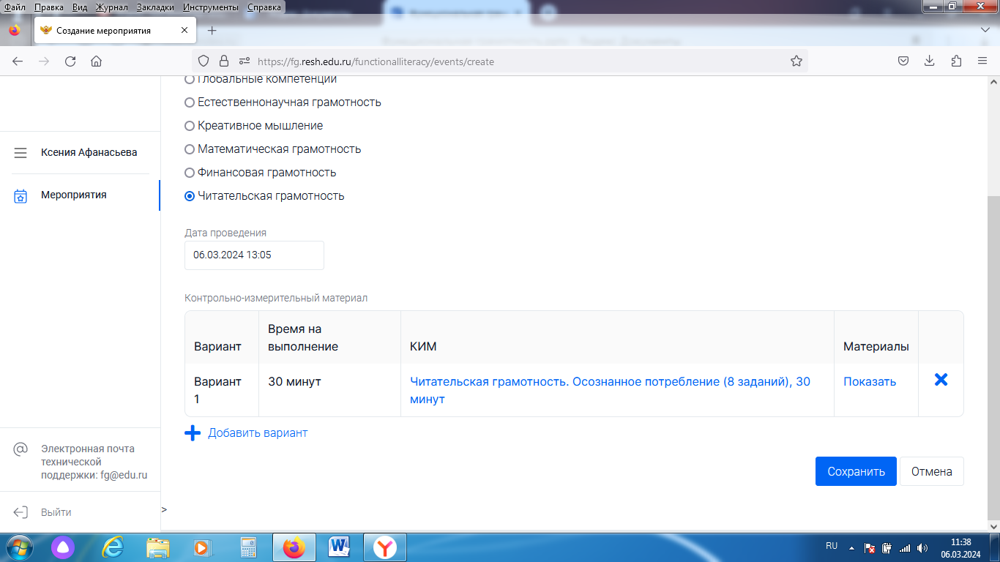 Файл Правка Вид Журнал Закладки Инструменты Справка
Создание мероприятия
https://fg.resh.edu.ru/functionalliteracy/events/create
Глобальные компетенции
Естественнонаучная грамотность
Креативное мышление
Ксения Афанасьева
Математическая грамотность
Финансовая грамотность
Мероприятия
Читательская грамотность
Дата проведения
06.03.2024 13:05
Контрольно-измерительный материал
Время на
выполнение
Вариант КИМ Материалы
Вариант
1
30 минут
Читательская грамотность. Осознанное потребление (8 заданий), 30
минут
Показать
Добавить вариант
Электронная почта
технической
поддержки: fg@edu.ru
Сохранить Отмена
Выйти
>
RU
11:38
06.03.2024